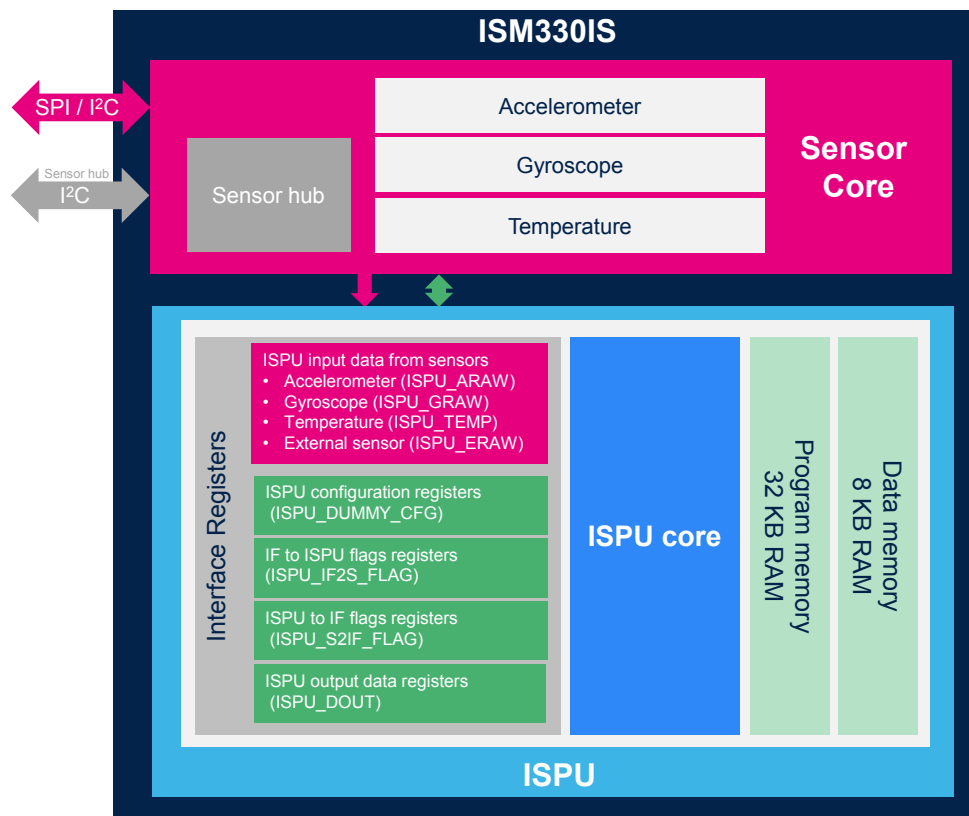 ISM330IS
SPI / I²C
Sensor hub
I²C
Sensor hub
Accelerometer
Gyroscope
Temperature
Sensor
Core
Interface Registers
ISPU input data from sensors
• Accelerometer (ISPU_ARAW)
• Gyroscope (ISPU_GRAW)
• Temperature (ISPU_TEMP)
• External sensor (ISPU_ERAW)
ISPU configuration registers
(ISPU_DUMMY_CFG)
IF to ISPU flags registers
(ISPU_IF2S_FLAG)
ISPU to IF flags registers
(ISPU_S2IF_FLAG)
ISPU output data registers
(ISPU_DOUT)
ISPU core
Program memory
32 KB RAM
Data memory
8 KB RAM
ISPU